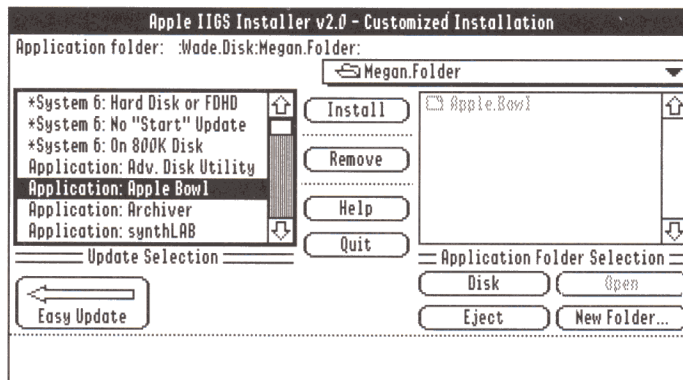 Apple IIGS Installer v2.0 - Customized Installation
Application folder: :Wade.Disk:Megan.Folder:
Megan.Folder
*System 6: Hard Disk or FDHD
*System 6: No "Start" Update
*System 6: On 800K Disk
Application: Adv. Disk Utility
Application: Apple Bowl
Application: Archiver
Application: synthLAB
Update Selection
Easy Update
Install
Remove
Help
Quit
Apple.Bowl
Application Folder Selection
Disk
Open
Eject
New Folder...